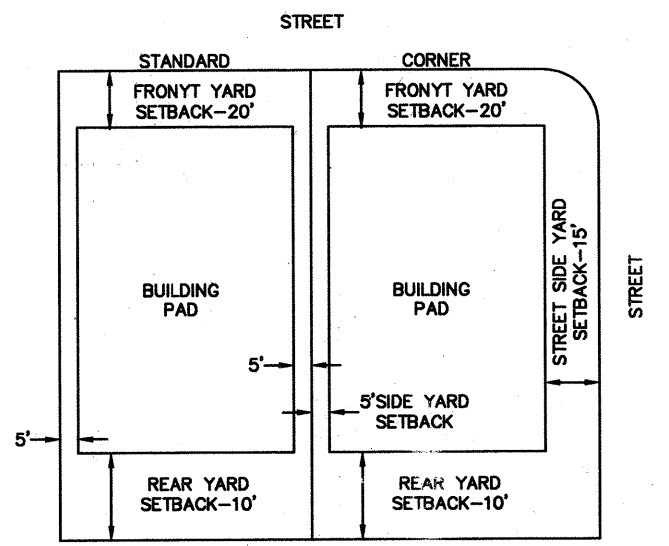 STREET
STANDARD
CORNER
FRONYT YARD
SETBACK-20'
FRONYT YARD
SETBACK-20'
BUILDING
PAD
BUILDING
PAD
STREET SIDE YARD
SETBACK-15'
STREET
5'
5'SIDE YARD
SETBACK
5'
REAR YARD
SETBACK-10'
REAR YARD
SETBACK-10'